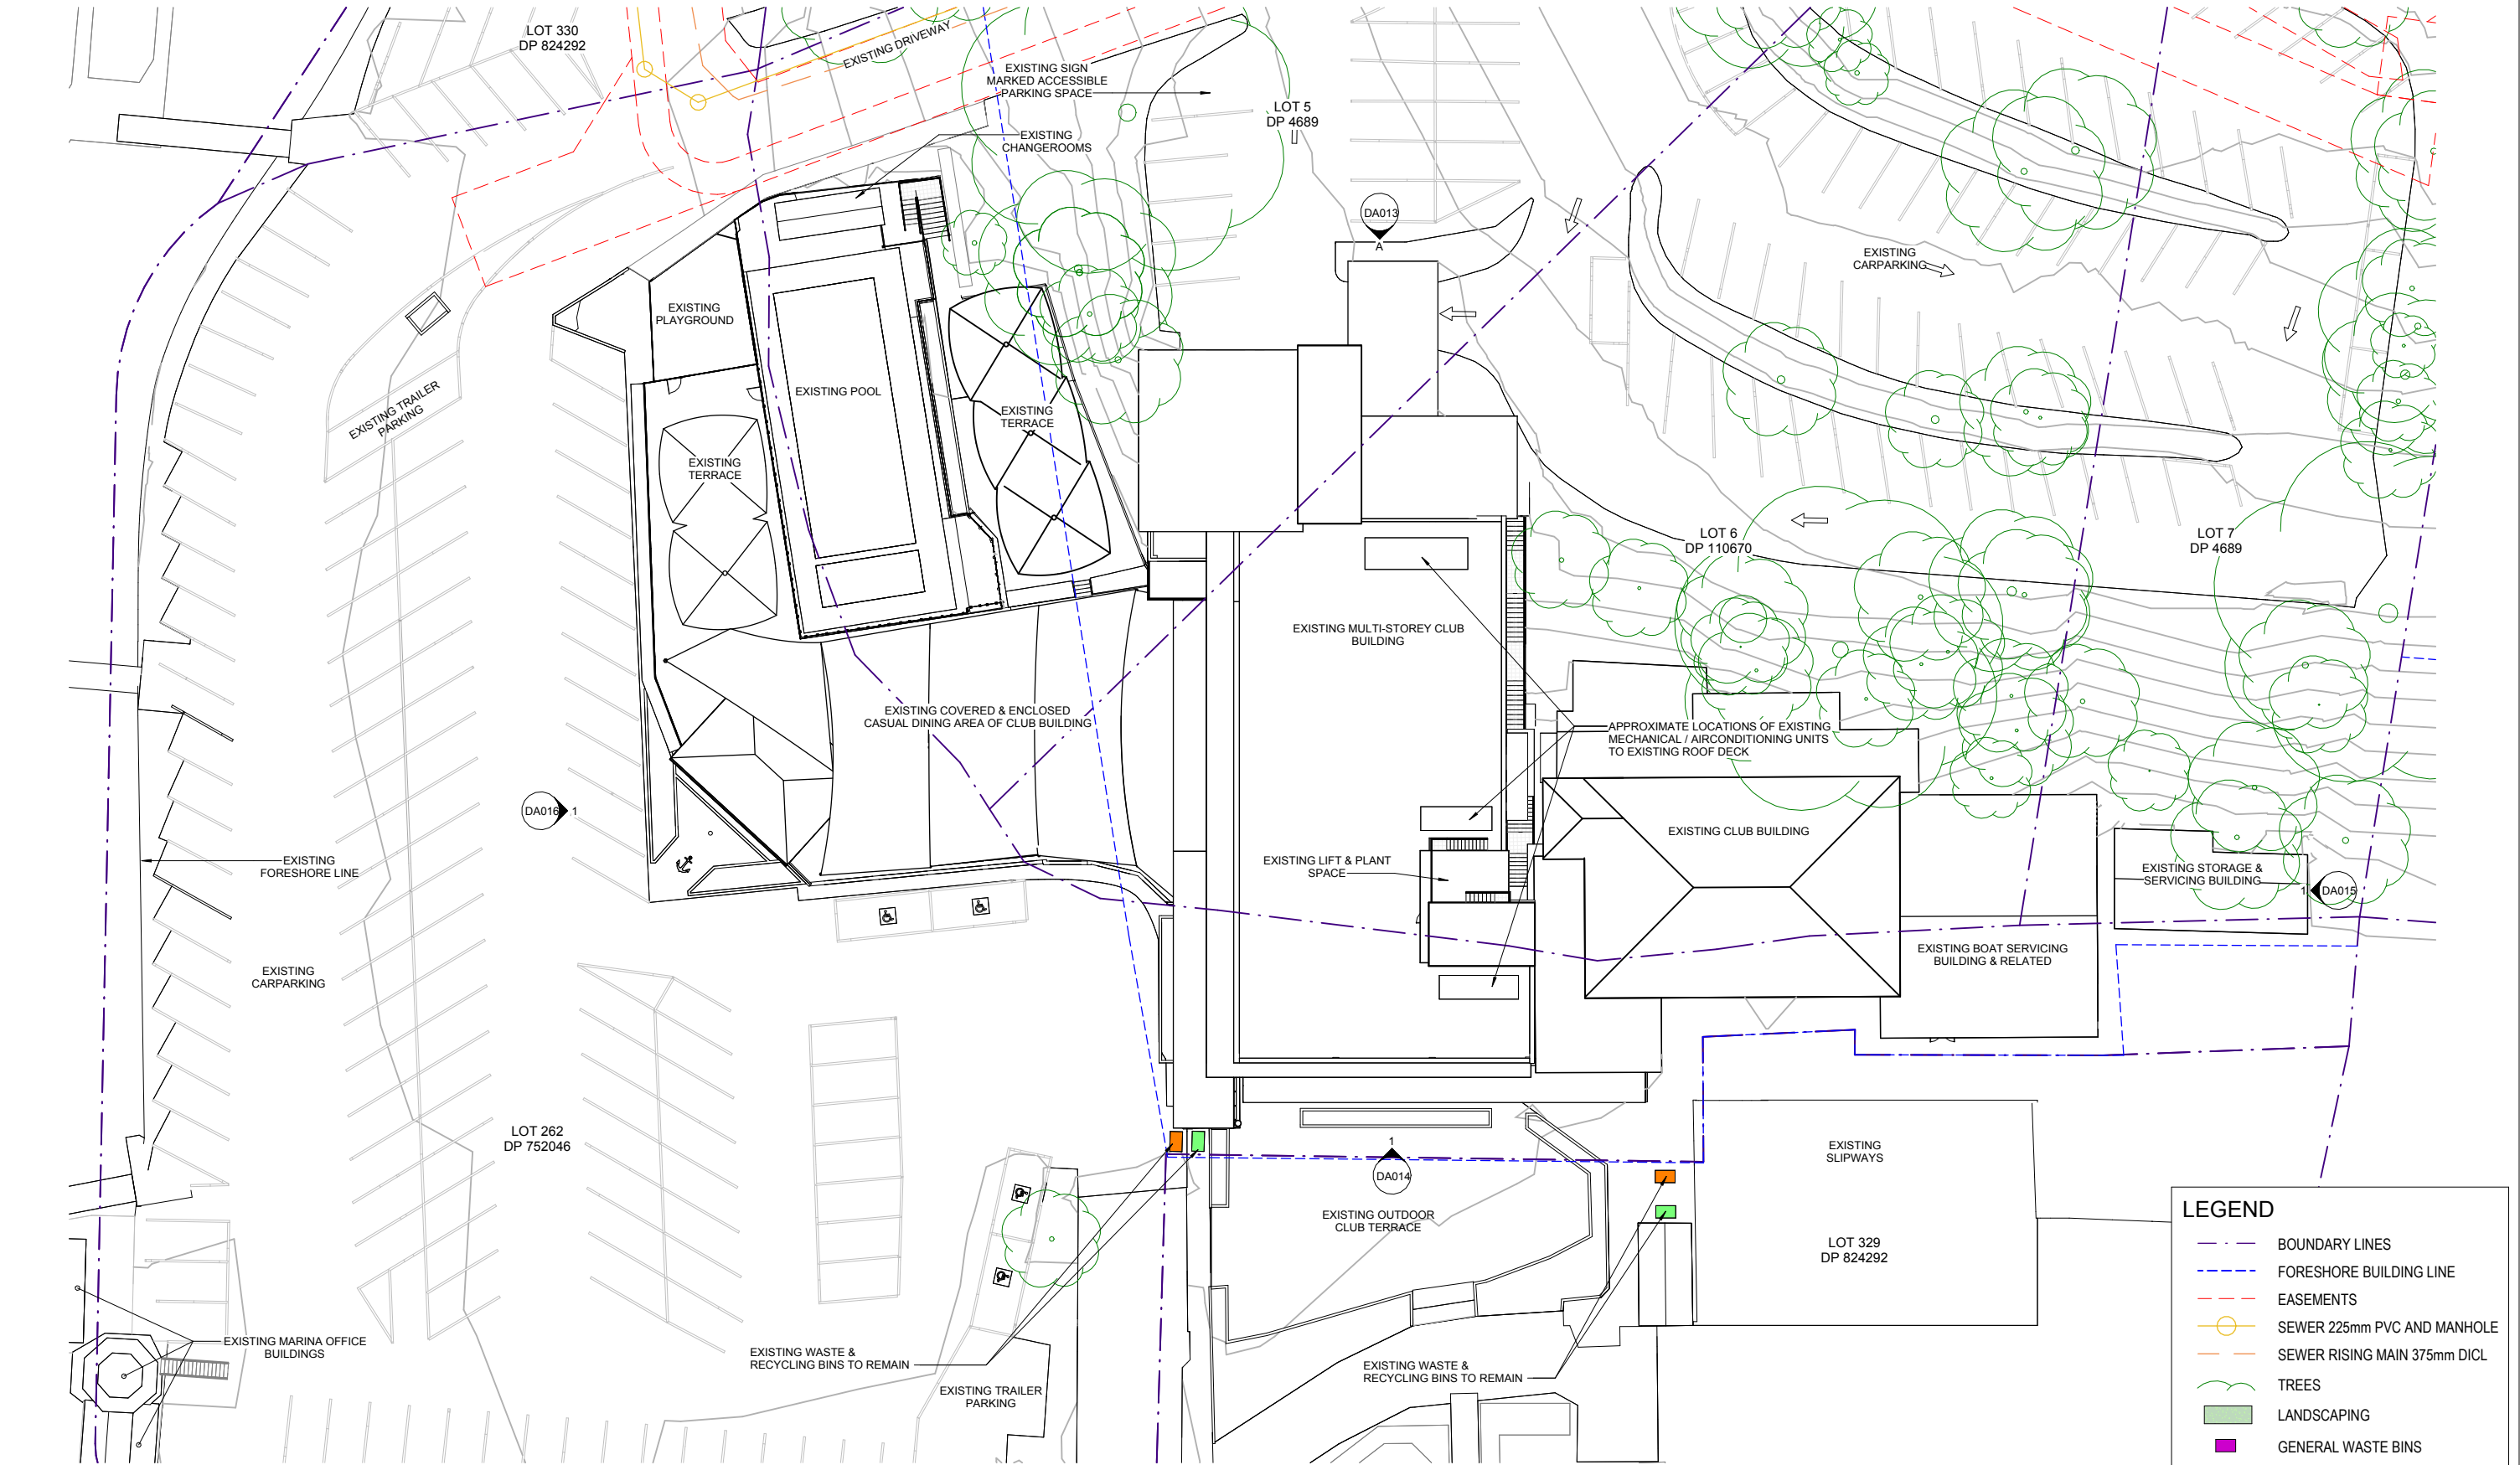 LOT 330
DP 824292
EXISTING DRIVEWAY
EXISTING SIGN
MARKED ACCESSIBLE
PARKING SPACE
LOT 5
DP 4689
EXISTING
CHANGEROOMS
DA013
A
EXISTING
CARPARKING
EXISTING
PLAYGROUND
EXISTING POOL
EXISTING TRAILER
PARKING
EXISTING
TERRACE
EXISTING
TERRACE
LOT 6
DP 110670
LOT 7
DP 4689
EXISTING MULTI-STOREY CLUB
BUILDING
EXISTING COVERED & ENCLOSED
CASUAL DINING AREA OF CLUB BUILDING
APPROXIMATE LOCATIONS OF EXISTING
MECHANICAL / AIRCONDITIONING UNITS
TO EXISTING ROOF DECK
DA016
1
EXISTING CLUB BUILDING
EXISTING
FORESHORE LINE
EXISTING LIFT & PLANT
SPACE
EXISTING STORAGE &
SERVICING BUILDING
1
DA015
EXISTING BOAT SERVICING
BUILDING & RELATED
EXISTING
CARPARKING
LOT 262
DP 752046
1
DA014
EXISTING
SLIPWAYS
EXISTING OUTDOOR
CLUB TERRACE
LOT 329
DP 824292
EXISTING MARINA OFFICE
BUILDINGS
EXISTING WASTE &
RECYCLING BINS TO REMAIN
EXISTING WASTE &
RECYCLING BINS TO REMAIN
EXISTING TRAILER
PARKING
LEGEND
BOUNDARY LINES
FORESHORE BUILDING LINE
EASEMENTS
SEWER 225mm PVC AND MANHOLE
SEWER RISING MAIN 375mm DICL
TREES
LANDSCAPING
GENERAL WASTE BINS